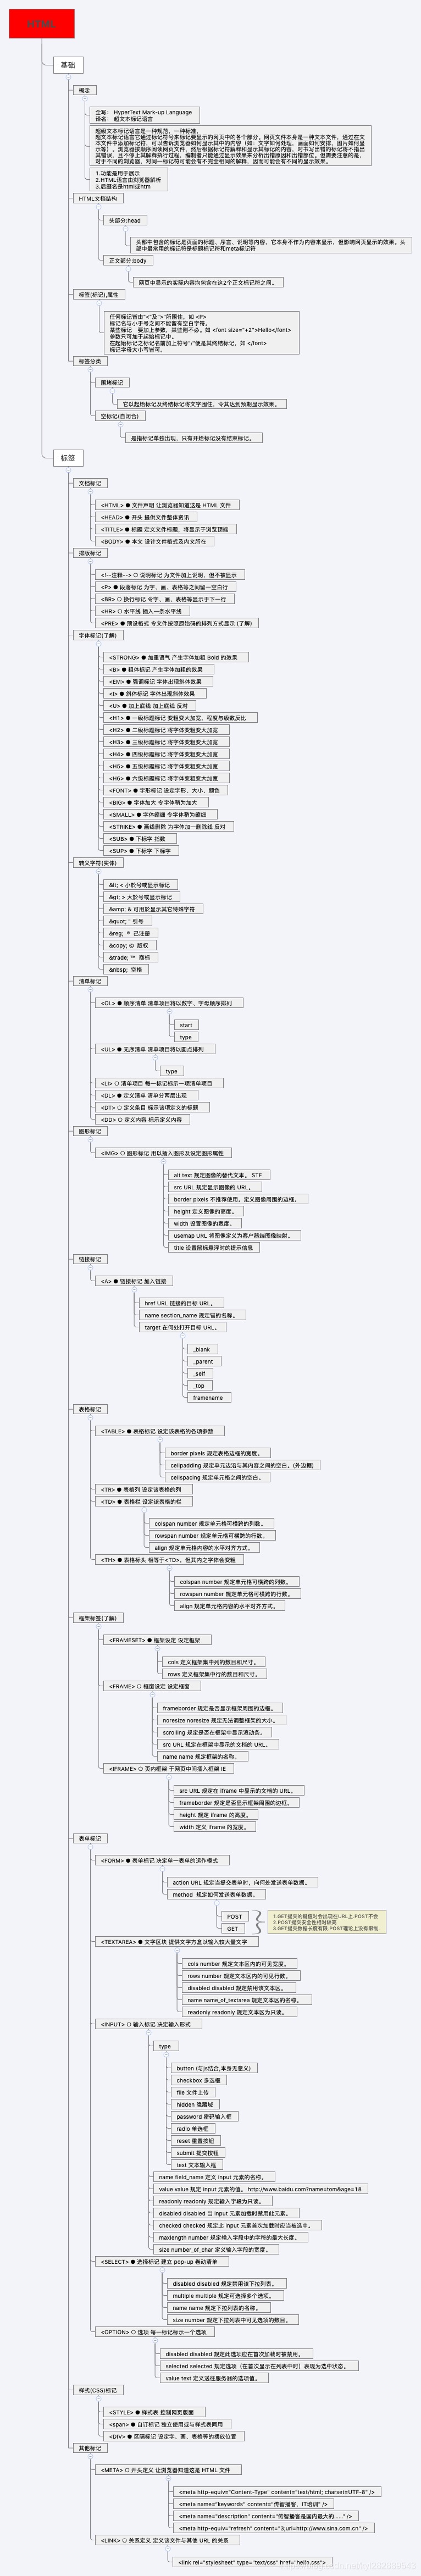 HTML
基础
概念
全写： HyperText Mark-up Language
译名： 超文本标记语言
超级文本标记语言是一种规范，一种标准，
超文本标记语言它通过标记符号来标记要显示的网页中的各个部分。网页文件本身是一种文本文件，通过在文
本文件中添加标记符，可以告诉浏览器如何显示其中的内容（如：文字如何处理，画面如何安排，图片如何显
示等）。浏览器按顺序阅读网页文件，然后根据标记符解释和显示其标记的内容，对书写出错的标记将不指出
其错误，且不停止其解释执行过程，编制者只能通过显示效果来分析出错原因和出错部位。但需要注意的是，
对于不同的浏览器，对同一标记符可能会有不完全相同的解释，因而可能会有不同的显示效果。
1.功能是用于展示
2.HTML语言由浏览器解析
3.后缀名是html或htm
HTML文档结构
头部分:head
头部中包含的标记是页面的标题、序言、说明等内容，它本身不作为内容来显示，但影响网页显示的效果。头
部中最常用的标记符是标题标记符和meta标记符
正文部分:body
网页中显示的实际内容均包含在这2个正文标记符之间。
标签(标记),属性
任何标记皆由"<"及">"所围住，如 <P>
标记名与小于号之间不能留有空白字符。
某些标记 要加上参数，某些则不必。如 <font size="+2">Hello</font>
参数只可加于起始标记中。
在起始标记之标记名前加上符号"/"便是其终结标记，如 </font>
标记字母大小写皆可。
标签分类
围堵标记
它以起始标记及终结标记将文字围住，令其达到预期显示效果。
空标记(自闭合)
是指标记单独出现，只有开始标记没有结束标记。
标签
文档标记
<HTML> ● 文件声明 让浏览器知道这是 HTML 文件
<HEAD> ● 开头 提供文件整体资讯
<TITLE> ● 标题 定义文件标题，将显示于浏览顶端
<BODY> ● 本文 设计文件格式及内文所在
排版标记
<!--注释--> ○ 说明标记 为文件加上说明，但不被显示
<P> ● 段落标记 为字、画、表格等之间留一空白行
<BR> ○ 换行标记 令字、画、表格等显示于下一行
<HR> ○ 水平线 插入一条水平线
<PRE> ● 预设格式 令文件按照原始码的排列方式显示 (了解)
字体标记(了解)
<STRONG> ● 加重语气 产生字体加粗 Bold 的效果
<B> ● 粗体标记 产生字体加粗的效果
<EM> ● 强调标记 字体出现斜体效果
<I> ● 斜体标记 字体出现斜体效果
<U> ● 加上底线 加上底线 反对
<H1> ● 一级标题标记 变粗变大加宽，程度与级数反比
<H2> ● 二级标题标记 将字体变粗变大加宽
<H3> ● 三级标题标记 将字体变粗变大加宽
<H4> ● 四级标题标记 将字体变粗变大加宽
<H5> ● 五级标题标记 将字体变粗变大加宽
<H6> ● 六级标题标记 将字体变粗变大加宽
<FONT> ● 字形标记 设定字形、大小、颜色
<BIG> ● 字体加大 令字体稍为加大
<SMALL> ● 字体缩细 令字体稍为缩细
<STRIKE> ● 画线删除 为字体加一删除线 反对
<SUB> ● 下标字 指数
<SUP> ● 下标字 下标字
转义字符(实体)
&lt; < 小於号或显示标记
&gt; > 大於号或显示标记
&amp; & 可用於显示其它特殊字符
&quot; " 引号
&reg; ® 己注册
&copy; © 版权
&trade; ™ 商标
&nbsp; 空格
清单标记
<OL> ● 顺序清单 清单项目将以数字、字母顺序排列
start
type
<UL> ● 无序清单 清单项目将以圆点排列
type
<LI> ○ 清单项目 每一标记标示一项清单项目
<DL> ● 定义清单 清单分两层出现
<DT> ○ 定义条目 标示该项定义的标题
<DD> ○ 定义内容 标示定义内容
图形标记
<IMG> ○ 图形标记 用以插入图形及设定图形属性
alt text 规定图像的替代文本。 STF
src URL 规定显示图像的 URL。
border pixels 不推荐使用。定义图像周围的边框。
height 定义图像的高度。
width 设置图像的宽度。
usemap URL 将图像定义为客户器端图像映射。
title 设置鼠标悬浮时的提示信息
链接标记
<A> ● 链接标记 加入链接
href URL 链接的目标 URL。
name section_name 规定锚的名称。
target 在何处打开目标 URL。
_blank
_parent
_self
_top
framename
表格标记
<TABLE> ● 表格标记 设定该表格的各项参数
border pixels 规定表格边框的宽度。
cellpadding 规定单元边沿与其内容之间的空白。(外边据)
cellspacing 规定单元格之间的空白。
<TR> ● 表格列 设定该表格的列
<TD> ● 表格栏 设定该表格的栏
colspan number 规定单元格可横跨的列数。
rowspan number 规定单元格可横跨的行数。
align 规定单元格内容的水平对齐方式。
<TH> ● 表格标头 相等于<TD>，但其内之字体会变粗
colspan number 规定单元格可横跨的列数。
rowspan number 规定单元格可横跨的行数。
align 规定单元格内容的水平对齐方式。
框架标签(了解)
<FRAMESET> ● 框架设定 设定框架
cols 定义框架集中列的数目和尺寸。
rows 定义框架集中行的数目和尺寸。
<FRAME> ○ 框窗设定 设定框窗
frameborder 规定是否显示框架周围的边框。
noresize noresize 规定无法调整框架的大小。
scrolling 规定是否在框架中显示滚动条。
src URL 规定在框架中显示的文档的 URL。
name name 规定框架的名称。
<IFRAME> ○ 页内框架 于网页中间插入框架 IE
src URL 规定在 iframe 中显示的文档的 URL。
frameborder 规定是否显示框架周围的边框。
height 规定 iframe 的高度。
width 定义 iframe 的宽度。
表单标记
<FORM> ● 表单标记 决定单一表单的运作模式
action URL 规定当提交表单时，向何处发送表单数据。
method 规定如何发送表单数据。
POST
GET
1.GET提交的键值对会出现在URL上.POST不会
2.POST提交安全性相对较高
3.GET提交数据长度有限.POST理论上没有限制.
<TEXTAREA> ● 文字区块 提供文字方盒以输入较大量文字
cols number 规定文本区内的可见宽度。
rows number 规定文本区内的可见行数。
disabled disabled 规定禁用该文本区。
name name_of_textarea 规定文本区的名称。
readonly readonly 规定文本区为只读。
<INPUT> ○ 输入标记 决定输入形式
type
button (与js结合,本身无意义)
checkbox 多选框
file 文件上传
hidden 隐藏域
password 密码输入框
radio 单选框
reset 重置按钮
submit 提交按钮
text 文本输入框
name field_name 定义 input 元素的名称。
value value 规定 input 元素的值。 http://www.baidu.com?name=tom&age=18
readonly readonly 规定输入字段为只读。
disabled disabled 当 input 元素加载时禁用此元素。
checked checked 规定此 input 元素首次加载时应当被选中。
maxlength number 规定输入字段中的字符的最大长度。
size number_of_char 定义输入字段的宽度。
<SELECT> ● 选择标记 建立 pop-up 卷动清单
disabled disabled 规定禁用该下拉列表。
multiple multiple 规定可选择多个选项。
name name 规定下拉列表的名称。
size number 规定下拉列表中可见选项的数目。
<OPTION> ○ 选项 每一标记标示一个选项
disabled disabled 规定此选项应在首次加载时被禁用。
selected selected 规定选项（在首次显示在列表中时）表现为选中状态。
value text 定义送往服务器的选项值。
样式(CSS)标记
<STYLE> ● 样式表 控制网页版面
<span> ● 自订标记 独立使用或与样式表同用
<DIV> ● 区隔标记 设定字、画、表格等的摆放位置
其他标记
<META> ○ 开头定义 让浏览器知道这是 HTML 文件
<meta http-equiv="Content-Type" content="text/html; charset=UTF-8" />
<meta name="keywords" content="传智播客，IT培训" />
<meta name="description" content="传智播客是国内最大的……" />
<meta http-equiv="refresh" content="3;url=http://www.sina.com.cn" />
<LINK> ○ 关系定义 定义该文件与其他 URL 的关系
<link rel="stylesheet" type="text/css" href="hello.css">